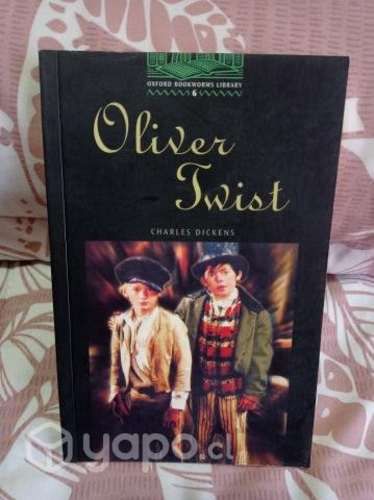 OXFORD BOOKWORMS LIBRARY
6
Oliver
Twist
CHARLES DICKENS
yapo.cl